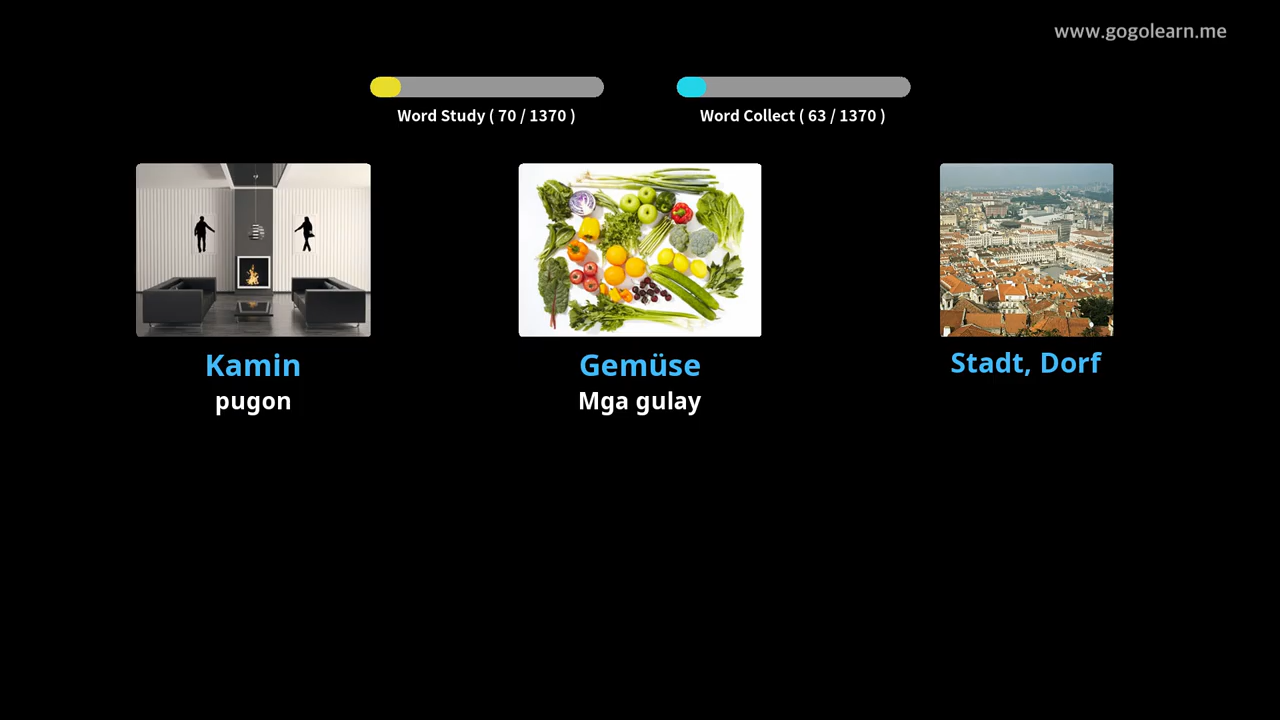 www.gogolearn.me
Word Study ( 70 / 1370 )
Word Collect ( 63 / 1370 )
Kamin
pugon
Gemüse
Mga gulay
Stadt, Dorf